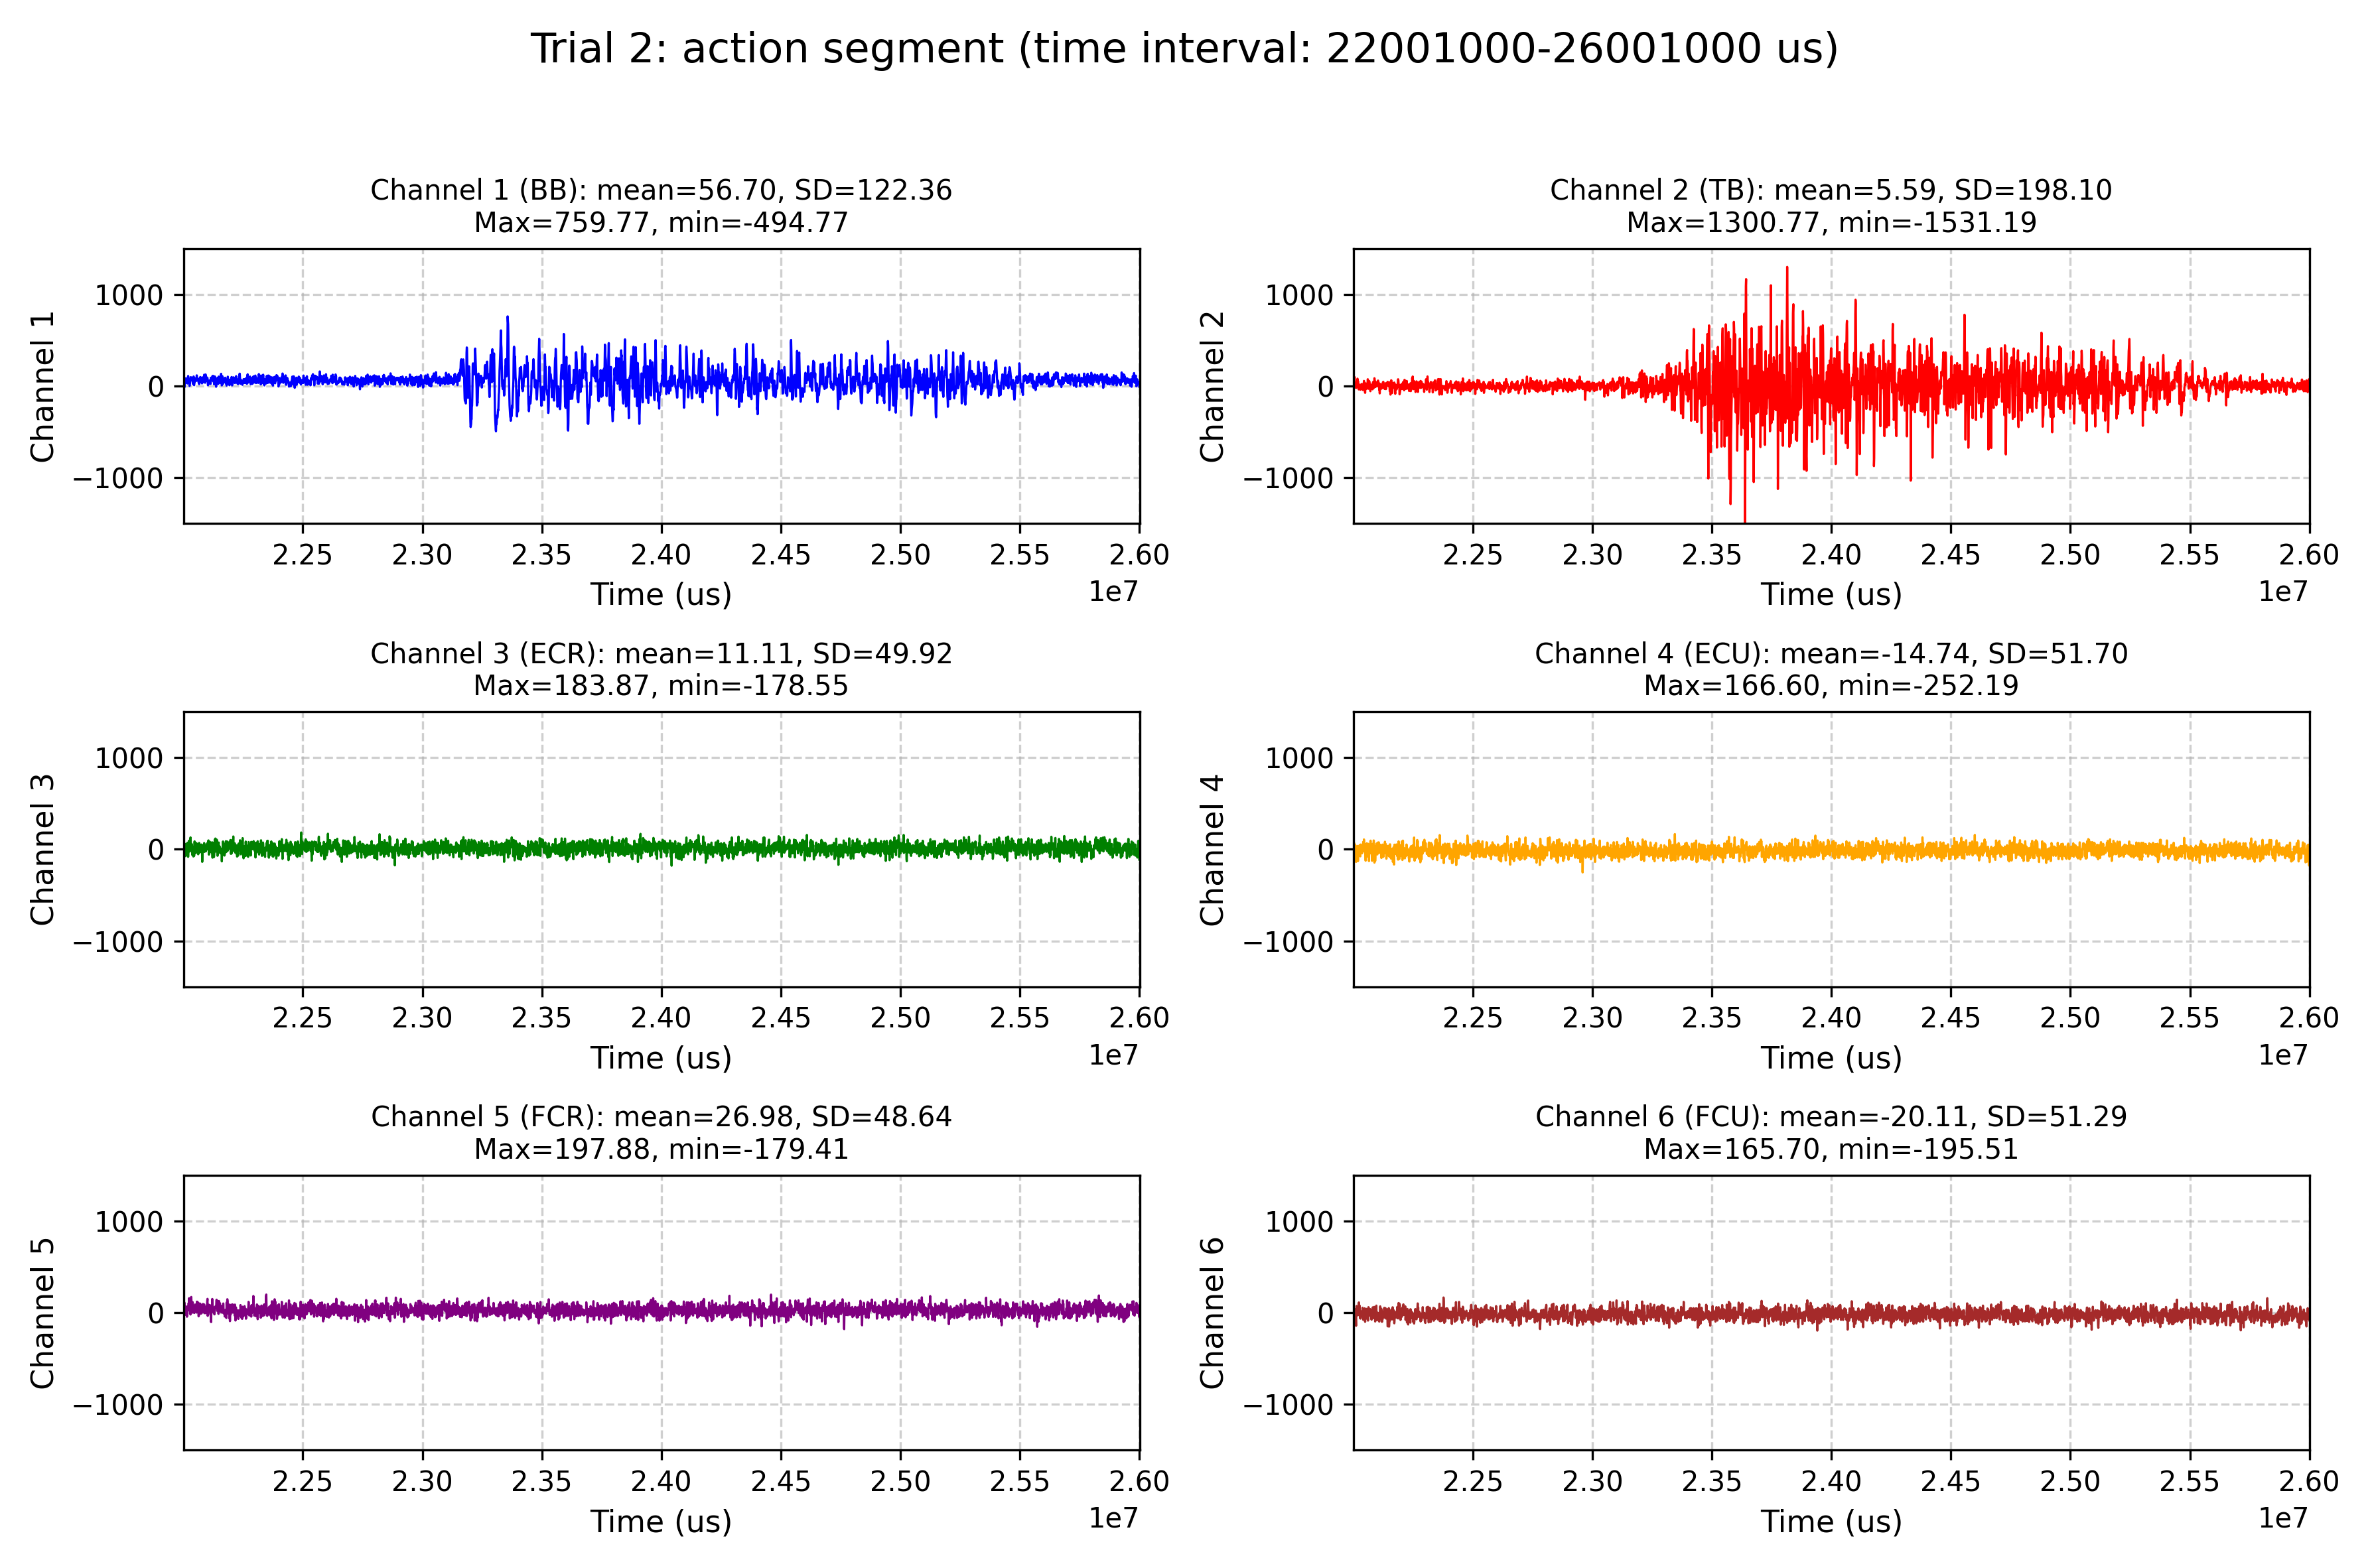 Trial 2: action segment (time interval: 22001000-26001000 us)
Channel 1 (BB): mean=56.70, SD=122.36
Max=759.77, min=-494.77
Channel 1
1000
0
−1000
2.25 2.30 2.35 2.40 2.45 2.50 2.55 2.60
Time (us)
1e7
Channel 2 (TB): mean=5.59, SD=198.10
Max=1300.77, min=-1531.19
Channel 2
1000
0
−1000
2.25 2.30 2.35 2.40 2.45 2.50 2.55 2.60
Time (us)
1e7
Channel 3 (ECR): mean=11.11, SD=49.92
Max=183.87, min=-178.55
Channel 3
1000
0
−1000
2.25 2.30 2.35 2.40 2.45 2.50 2.55 2.60
Time (us)
1e7
Channel 4 (ECU): mean=-14.74, SD=51.70
Max=166.60, min=-252.19
Channel 4
1000
0
−1000
2.25 2.30 2.35 2.40 2.45 2.50 2.55 2.60
Time (us)
1e7
Channel 5 (FCR): mean=26.98, SD=48.64
Max=197.88, min=-179.41
Channel 5
1000
0
−1000
2.25 2.30 2.35 2.40 2.45 2.50 2.55 2.60
Time (us)
1e7
Channel 6 (FCU): mean=-20.11, SD=51.29
Max=165.70, min=-195.51
Channel 6
1000
0
−1000
2.25 2.30 2.35 2.40 2.45 2.50 2.55 2.60
Time (us)
1e7